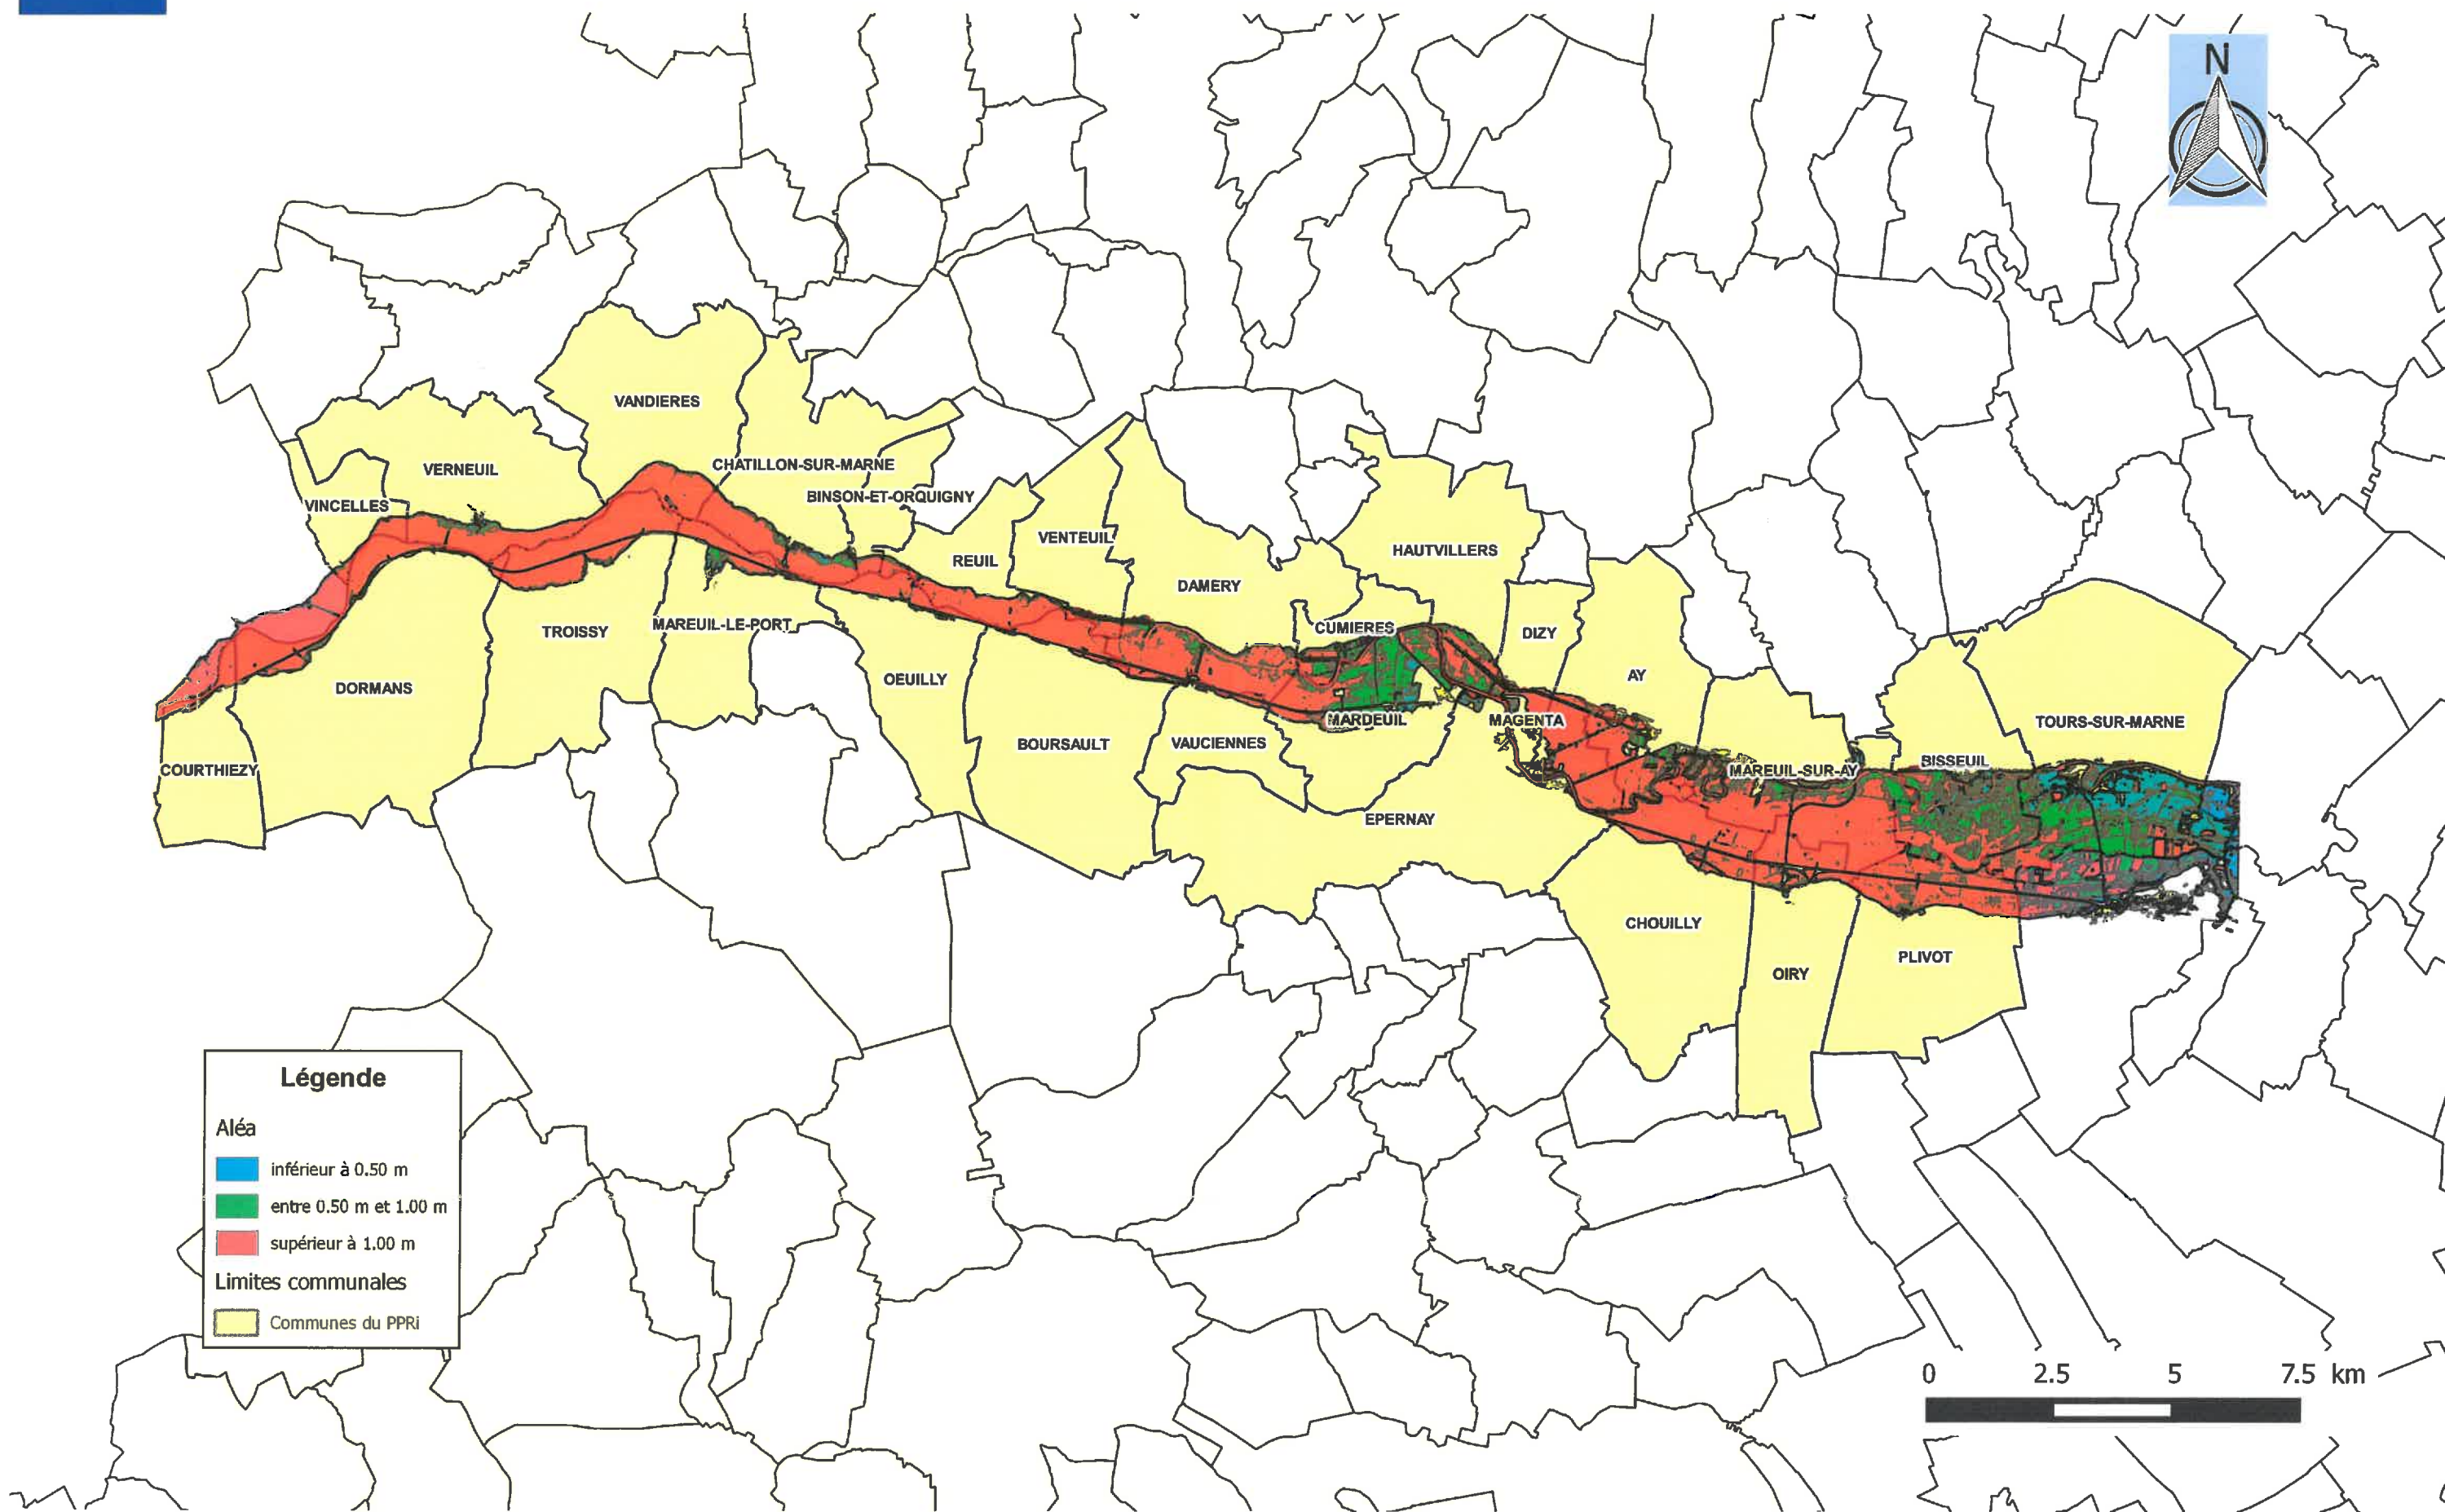 N
VANDIERES
VERNEUIL
CHATILLON-SUR-MARNE
VINCELLES
BINSON-ET-ORQUIGNY
VENTEUIL
HAUTVILLERS
REUIL
DAMERY
TROISSY
MAREUIL-LE-PORT
CUMIERES
DIZY
DORMANS
OEUILLY
AY
MARDEUIL
MAGENTA
TOURS-SUR-MARNE
BOURSAULT
VAUCIENNES
COURTHIEZY
MAREUIL-SUR-AY
BISSEUIL
EPERNAY
CHOUILLY
OIRY
PLIVOT
Légende
Aléa
inférieur à 0.50 m
entre 0.50 m et 1.00 m
supérieur à 1.00 m
Limites communales
Communes du PPRi
0 2.5 5 7.5 km